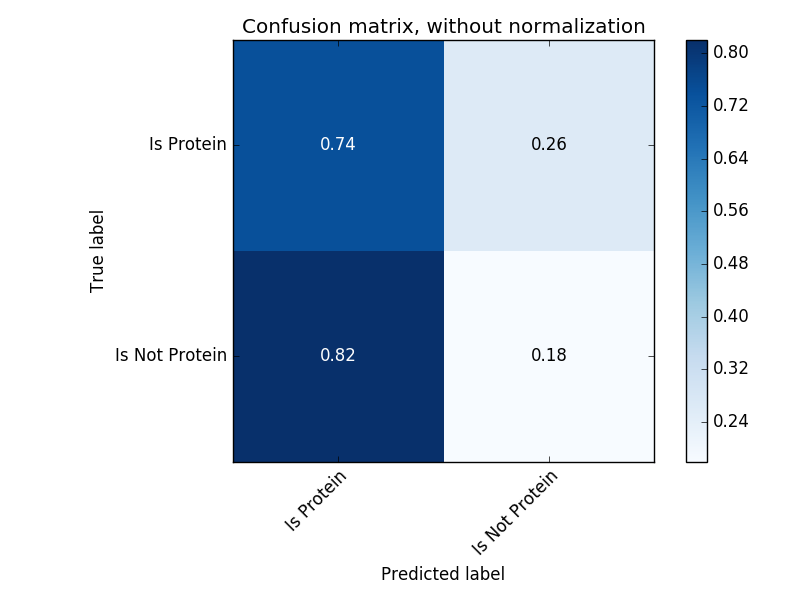 Confusion matrix, without normalization
True label
Is Protein
0.74
0.26
Is Not Protein
0.82
0.18
Is Protein
Is Not Protein
Predicted label
0.80
0.72
0.64
0.56
0.48
0.40
0.32
0.24